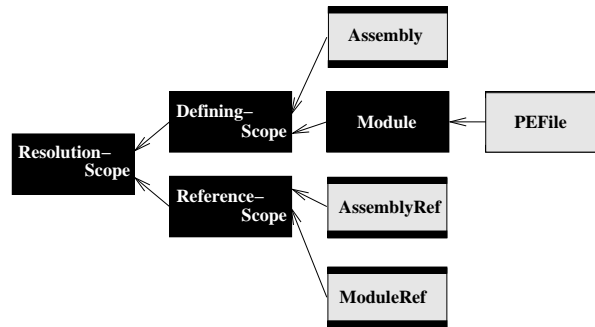 Assembly
Defining–
Scope
Module
PEFile
Resolution–
Scope
Reference–
Scope
AssemblyRef
ModuleRef